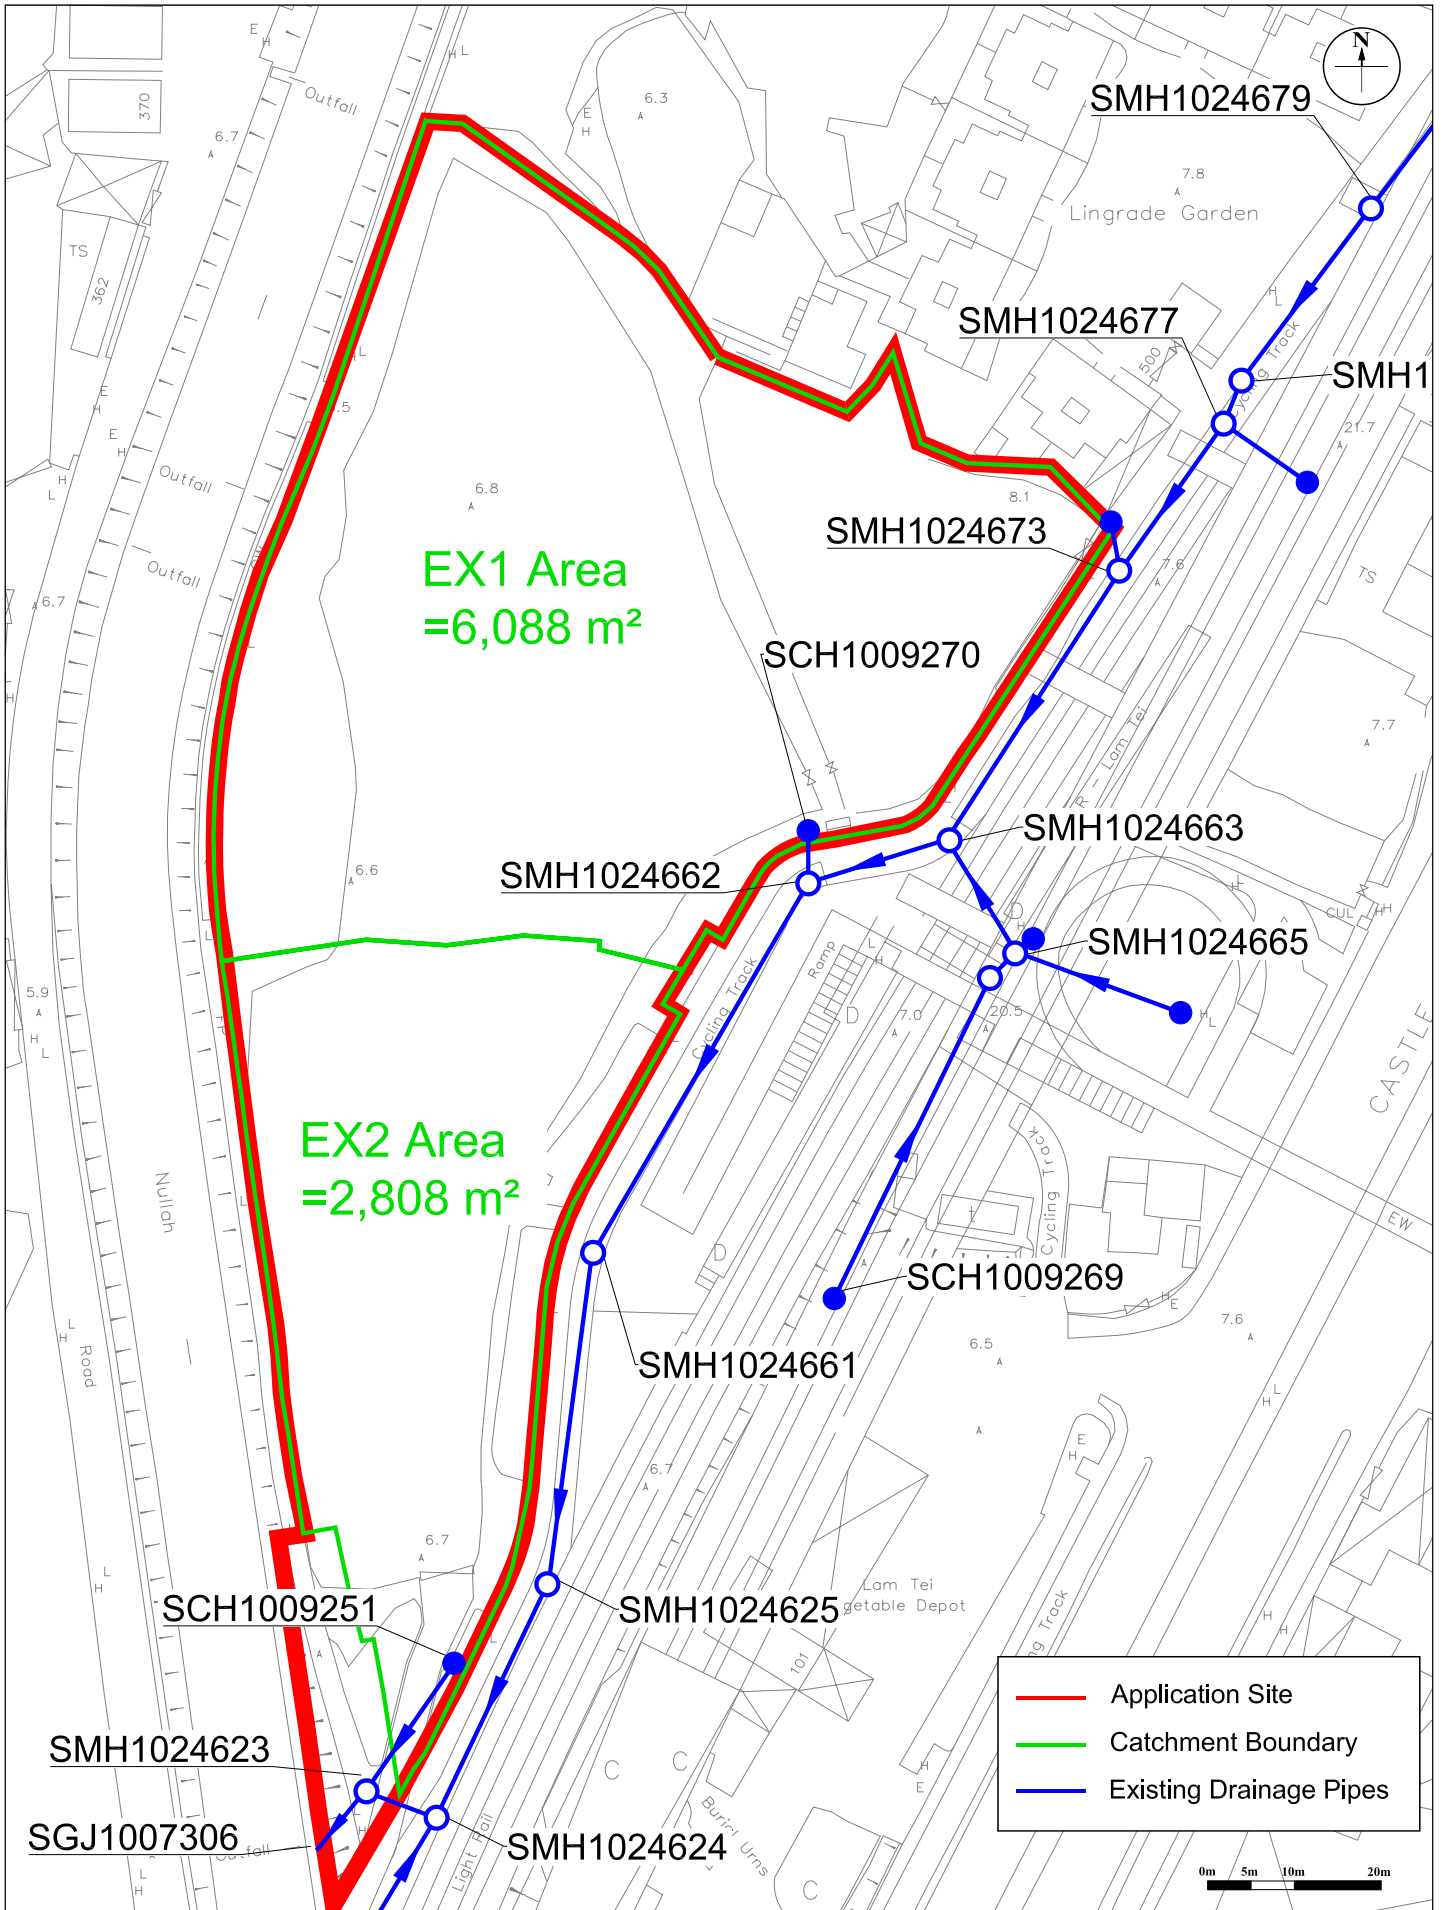 N
SMH1024679
SMH1024677
SMH1
SMH1024673
SCH1009270
SMH1024663
SMH1024662
SMH1024665
SCH1009269
SMH1024661
SCH1009251
SMH1024625
SMH1024623
SGJ1007306
SMH1024624
EX1 Area
=6,088 m²
EX2 Area
=2,808 m²
Application Site
Catchment Boundary
Existing Drainage Pipes
0m 5m 10m 20m
Lingrade Garden
Outfall
Outfall
Outfall
Nullah
Road
Cycling Track
Cycling Track
Cycling Track
Ramp
R - Lam Tei
CASTLE
Lam Tei
getable Depot
Light Rail
Burial Urns
ng Track
370
362
TS
TS
6.3
6.7
7.8
6.8
8.1
7.6
21.7
6.7
7.7
6.6
5.9
7.0
20.5
CUL
EW
7.6
6.5
6.7
6.7
500
101